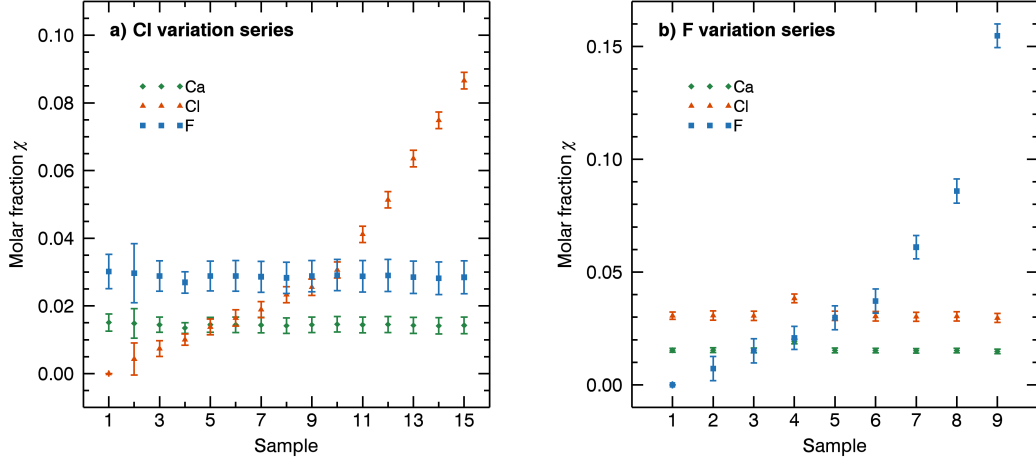 a) Cl variation series
Ca
Cl
F
Molar fraction χ
0.10
0.08
0.06
0.04
0.02
0.00
1 3 5 7 9 11 13 15
Sample
b) F variation series
Ca
Cl
F
Molar fraction χ
0.15
0.10
0.05
0.00
1 2 3 4 5 6 7 8 9
Sample